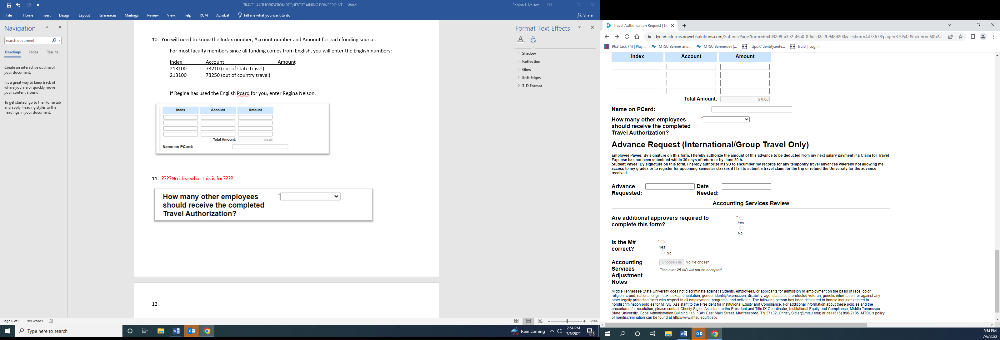 TRAVEL AUTHORIZATION REQUEST TRAINING POWERPOINT - Word
Regina J. Nelson
File Home Insert Design Layout References Mailings Review View Help RCM Acrobat Tell me what you want to do Share
Navigation
Search document
Headings Pages Results
Create an interactive outline of
your document.
It's a great way to keep track of
where you are or quickly move
your content around.
To get started, go to the Home tab
and apply Heading styles to the
headings in your document.
10. You will need to know the Index number, Account number and Amount for each funding source.
For most faculty members since all funding comes from English, you will enter the English numbers:
Index Account Amount
213100 73210 (out of state travel)
213100 73250 (out of country travel)
If Regina has used the English Pcard for you, enter Regina Nelson.
Index Account Amount
Total Amount: $ 0.00
Name on PCard:
11. ????No idea what this is for????
How many other employees *
should receive the completed
Travel Authorization?
12.
Format Text Effects
Shadow
Reflection
Glow
Soft Edges
3-D Format
Page 6 of 6 789 words
120%
Type here to search
Rain coming
2:54 PM
7/6/2022
21
Travel Authorization Request | Dy
dynamicforms.ngwebsolutions.com/Submit/Page?form=6b403209-a3e2-46a0-8f6d-d2e2b9489200&section=447367&page=370542&token=e60b2...
96.3 Jack FM | Playi... MTSU Banner and... MTSU Bannerdev |... https://identity.ente... Truist | Log in
Index Account Amount
Total Amount: $ 0.00
Name on PCard:
How many other employees *
should receive the completed
Travel Authorization?
Advance Request (International/Group Travel Only)
Employee Payee: By signature on this form, I hereby authorize the amount of this advance to be deducted from my next salary payment if a Claim for Travel
Expense has not been submitted within 30 days of return or by June 30th.
Student Payee: By signature on this form, I hereby authorize MTSU to encumber my records for any temporary travel advances whereby not allowing me
access to my grades or to register for upcoming semester classes if I fail to submit a travel claim for the trip or refund the University for the advance
received.
Advance Date
Requested: Needed:
Accounting Services Review
Are additional approvers required to *
complete this form?
Yes
No
Is the M# *
correct?
Yes
No
Accounting
Services
Adjustment
Notes
Choose File No file chosen
Files over 25 MB will not be accepted
Middle Tennessee State University does not discriminate against students, employees, or applicants for admission or employment on the basis of race, color,
religion, creed, national origin, sex, sexual orientation, gender identity/expression, disability, age, status as a protected veteran, genetic information, or against any
other legally protected class with respect to all employment, programs, and activites. The following person has been desinated to handle inquiries related to
nondiscrimination policies for MTSU: Assistant to the President for Institutional Equity and Compliance. For additional information about these policies and the
procedures for resolution, please contact Christy Sigler, Assistant to the President and Title IX Coordinator, Institutional Equity and Compliance, Middle Tennessee
State University, Cope Administration Building 116, 1301 East Main Street, Murfreesboro, TN 37132; Christy.Sigler@mtsu.edu; or call (615) 898-2185. MTSU's policy
of nondiscrimination can be found at http://www.mtsu.edu/titleix/.
2:54 PM
7/6/2022